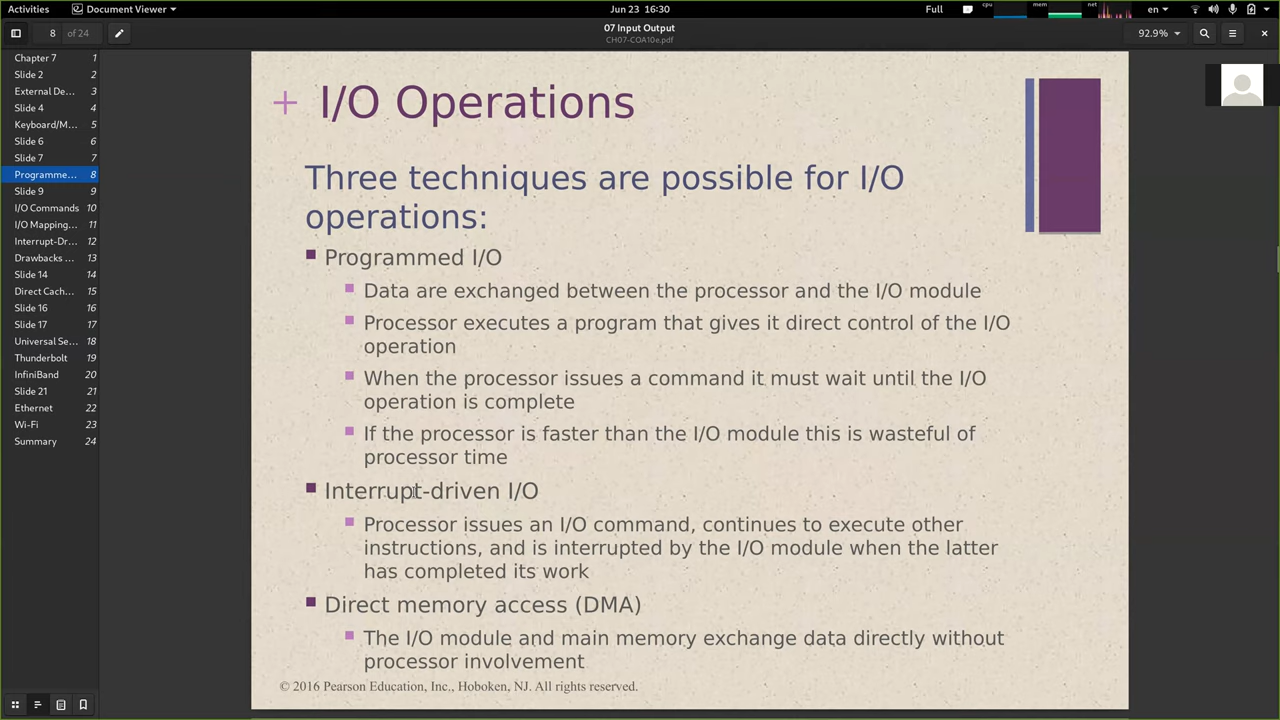 Activities
Document Viewer
Jun 23 16:30
Full
cpu
mem
net
en
8 of 24
07 Input Output
CH07-COA10e.pdf
92.9%
Chapter 7 1
Slide 2 2
External De... 3
Slide 4 4
Keyboard/M... 5
Slide 6 6
Slide 7 7
Programme... 8
Slide 9 9
I/O Commands 10
I/O Mapping... 11
Interrupt-Dr... 12
Drawbacks ... 13
Slide 14 14
Direct Cach... 15
Slide 16 16
Slide 17 17
Universal Se... 18
Thunderbolt 19
InfiniBand 20
Slide 21 21
Ethernet 22
Wi-Fi 23
Summary 24
+ I/O Operations
Three techniques are possible for I/O
operations:
Programmed I/O
Data are exchanged between the processor and the I/O module
Processor executes a program that gives it direct control of the I/O
operation
When the processor issues a command it must wait until the I/O
operation is complete
If the processor is faster than the I/O module this is wasteful of
processor time
Interrupt-driven I/O
Processor issues an I/O command, continues to execute other
instructions, and is interrupted by the I/O module when the latter
has completed its work
Direct memory access (DMA)
The I/O module and main memory exchange data directly without
processor involvement
© 2016 Pearson Education, Inc., Hoboken, NJ. All rights reserved.